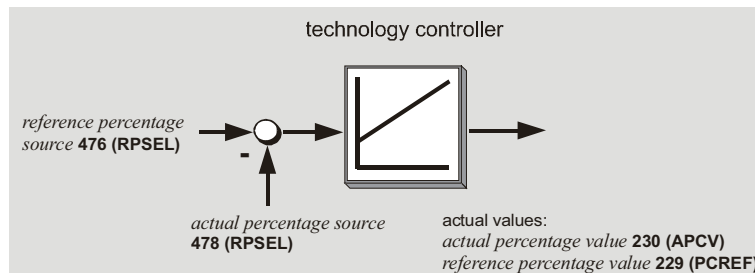 technology controller
reference percentage
source 476 (RPSEL)
-
actual percentage source
478 (RPSEL)
actual values:
actual percentage value 230 (APCV)
reference percentage value 229 (PCREF)